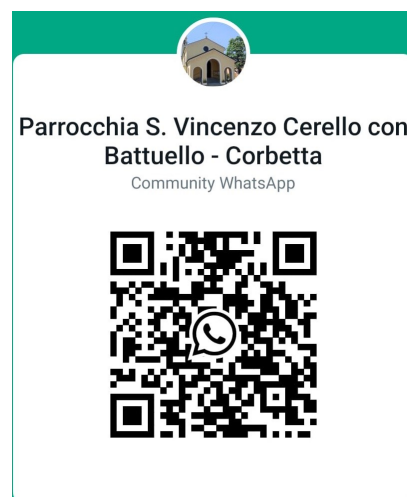 Parrocchia S. Vincenzo Cerello con
Battuello - Corbetta
Community WhatsApp